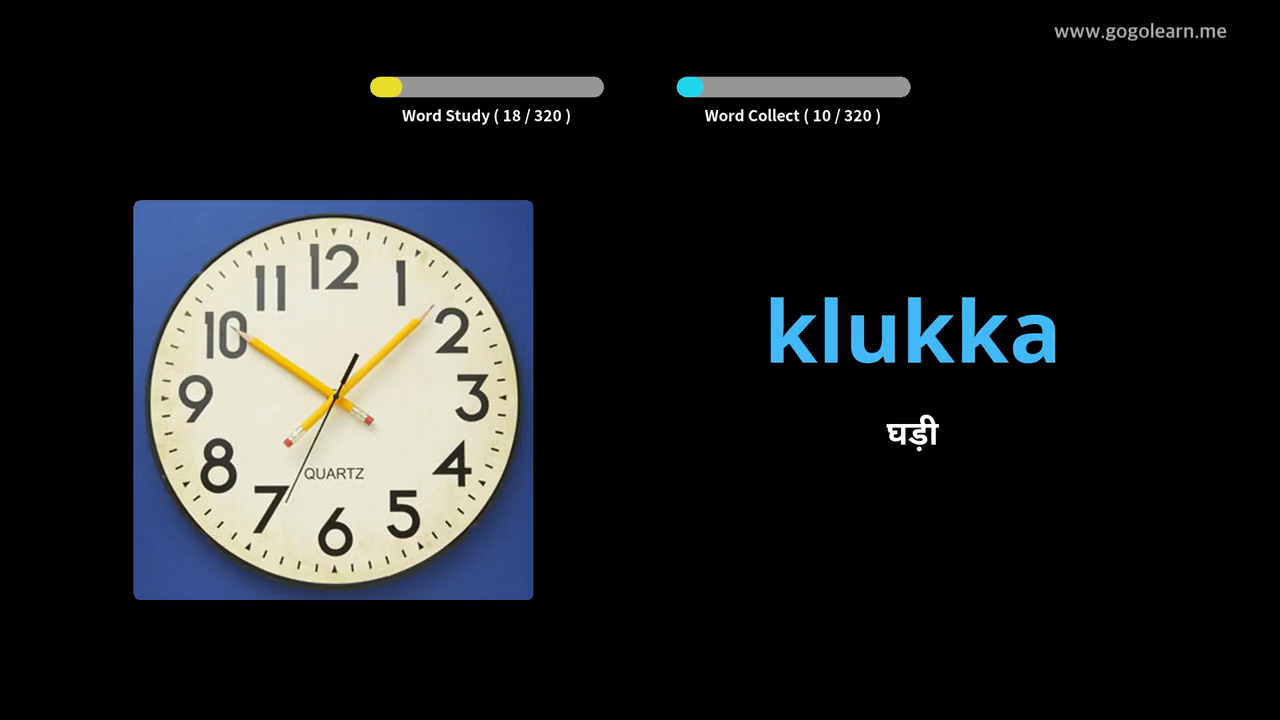 www.gogolearn.me
Word Study ( 18 / 320 )
Word Collect ( 10 / 320 )
12
11
1
10
2
9
3
8
4
QUARTZ
7
5
6
klukka
घड़ी